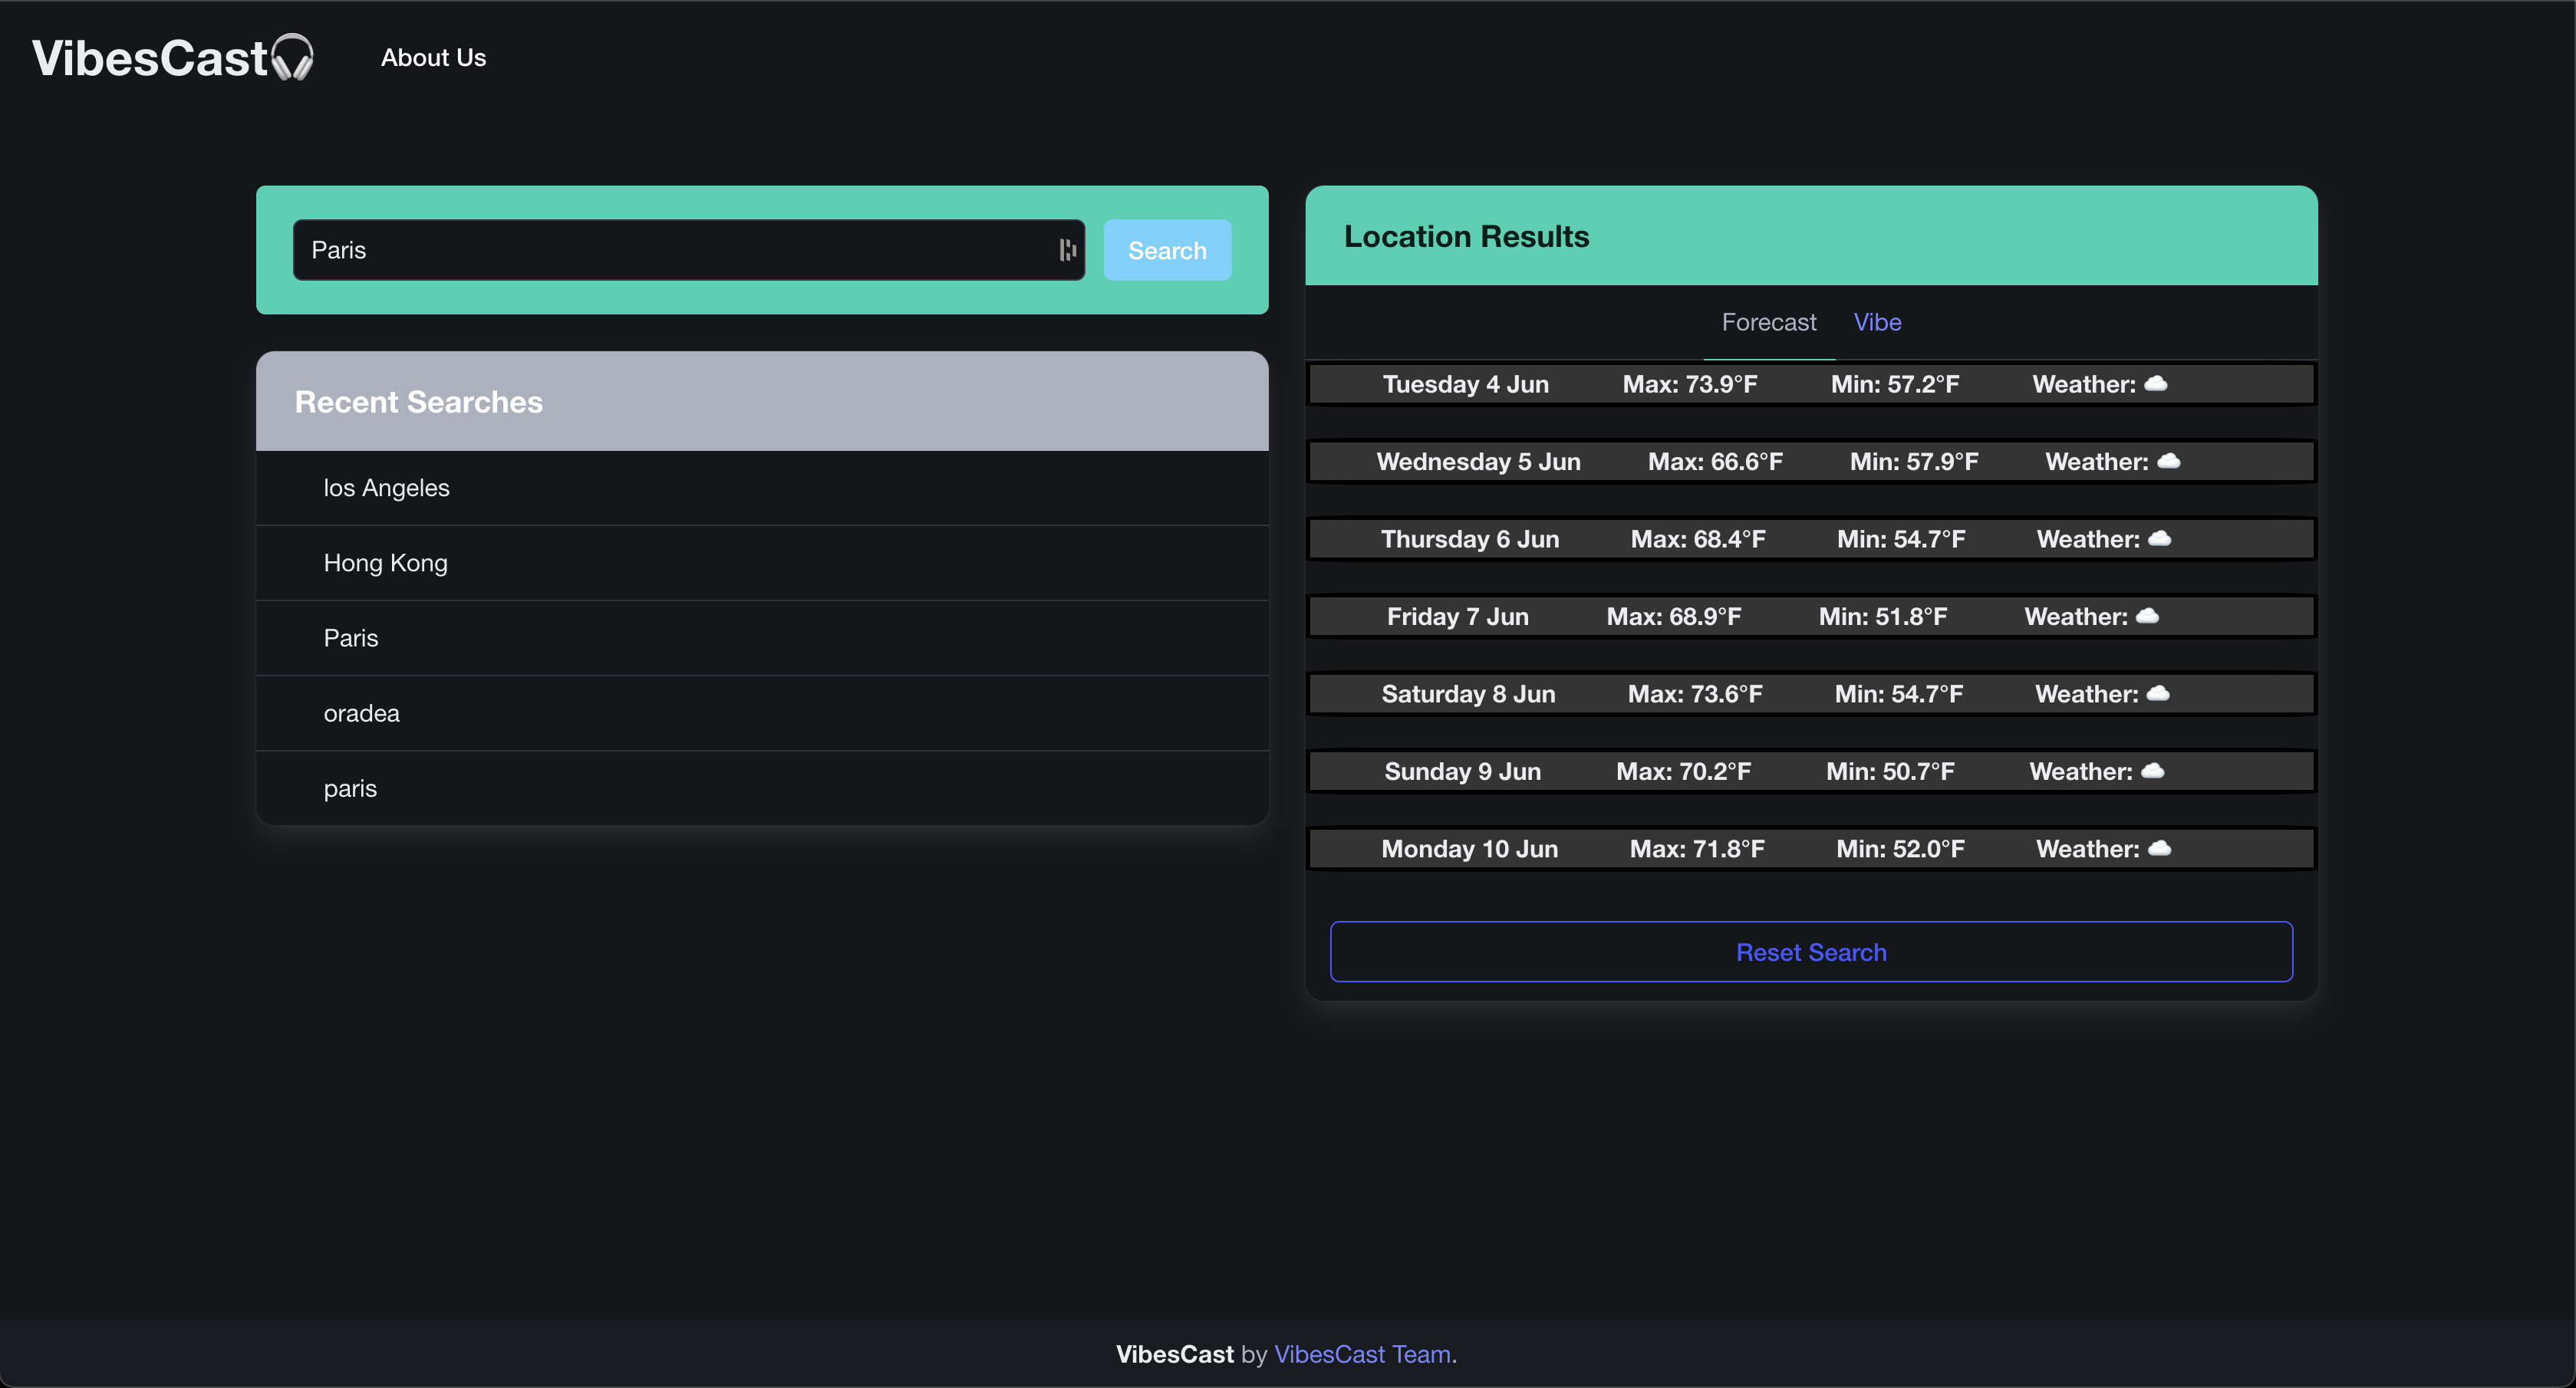 VibesCast🎧 About Us
Paris Search
Recent Searches
los Angeles
Hong Kong
Paris
oradea
paris
Location Results
Forecast Vibe
Tuesday 4 Jun Max: 73.9°F Min: 57.2°F Weather: ☁️
Wednesday 5 Jun Max: 66.6°F Min: 57.9°F Weather: ☁️
Thursday 6 Jun Max: 68.4°F Min: 54.7°F Weather: ☁️
Friday 7 Jun Max: 68.9°F Min: 51.8°F Weather: ☁️
Saturday 8 Jun Max: 73.6°F Min: 54.7°F Weather: ☁️
Sunday 9 Jun Max: 70.2°F Min: 50.7°F Weather: ☁️
Monday 10 Jun Max: 71.8°F Min: 52.0°F Weather: ☁️
Reset Search
VibesCast by VibesCast Team.